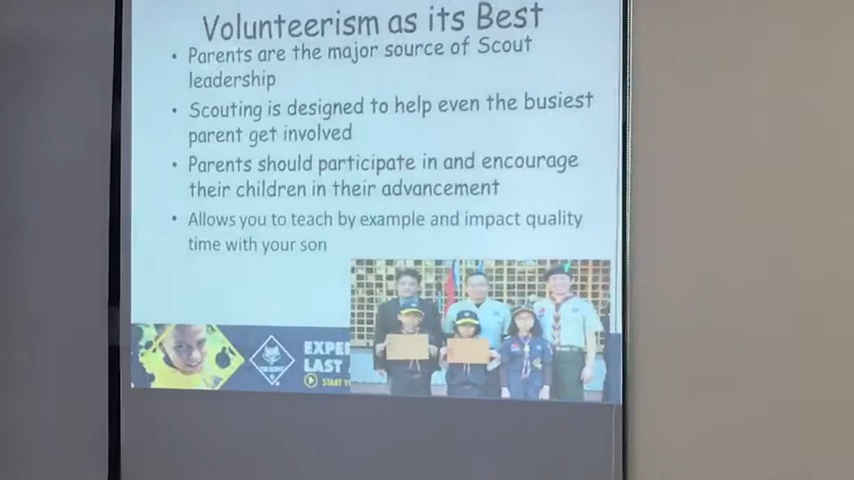 Volunteerism as its Best
• Parents are the major source of Scout
leadership
• Scouting is designed to help even the busiest
parent get involved
• Parents should participate in and encourage
their children in their advancement
• Allows you to teach by example and impact quality
time with your son
EXPE
LAST
START